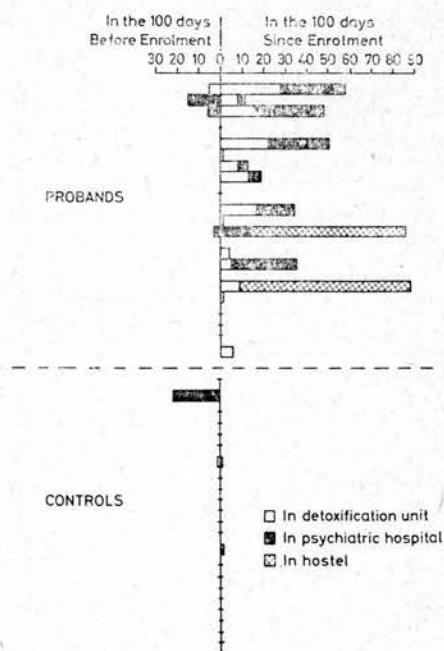 In the 100 days
Before Enrolment
In the 100 days
Since Enrolment
30 20 10 0 10 20 30 40 50 60 70 80 90
PROBANDS
CONTROLS
In detoxification unit
In psychiatric hospital
In hostel